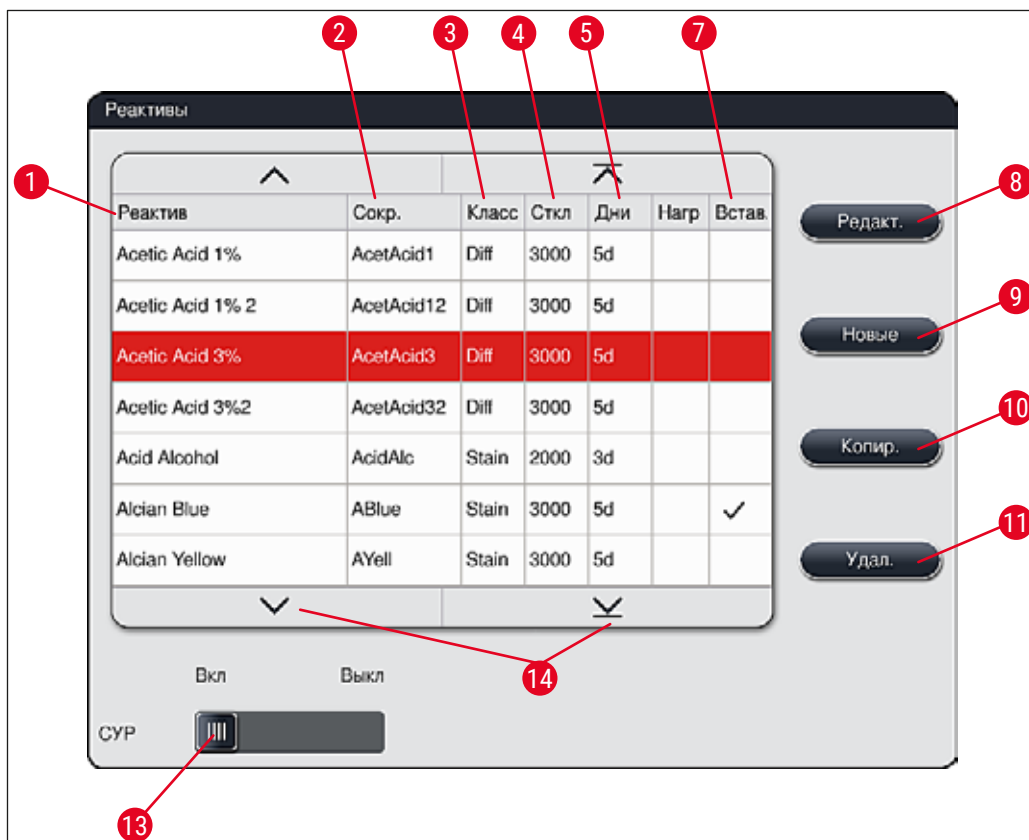 2 3 4 5 7
Реактивы
1
Реактив Сокр. Класс Сткл Дни Нагр Встав.
Acetic Acid 1% AcetAcid1 Diff 3000 5d
Acetic Acid 1% 2 AcetAcid12 Diff 3000 5d
Acetic Acid 3% AcetAcid3 Diff 3000 5d
Acetic Acid 3%2 AcetAcid32 Diff 3000 5d
Acid Alcohol AcidAlc Stain 2000 3d
Alcian Blue ABlue Stain 3000 5d ✓
Alcian Yellow AYell Stain 3000 5d
8
Редакт.
9
Новые
10
Копир.
11
Удал.
14
Вкл Выкл
СУР
13